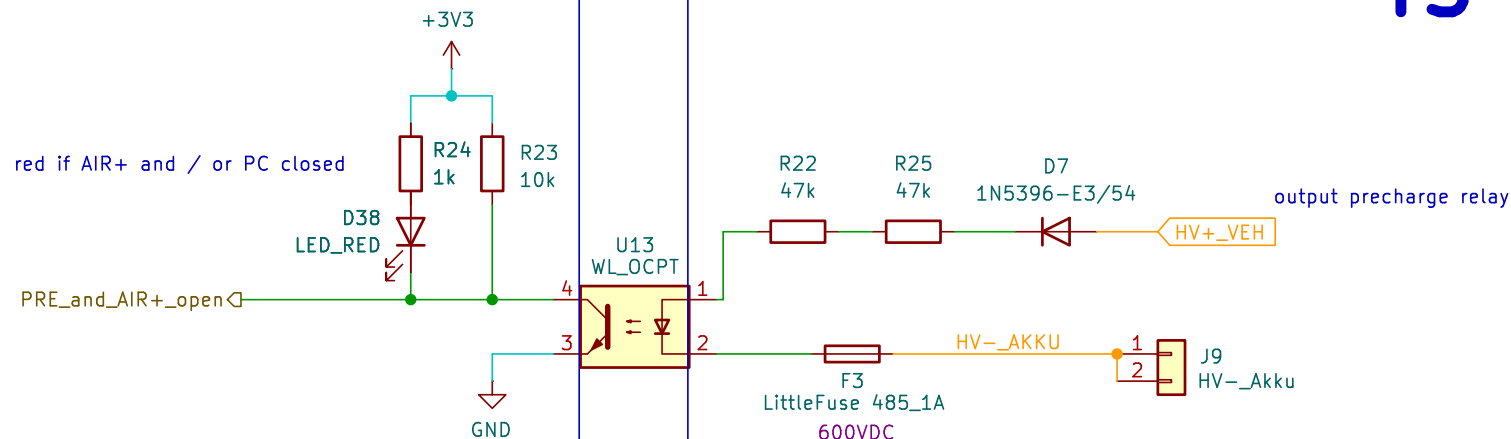 +3V3
red if AIR+ and / or PC closed
R24
1k
R23
10k
R22
47k
R25
47k
D7
1N5396-E3/54
output precharge relay
D38
LED_RED
HV+_VEH
U13
WL_OCPT
PRE_and_AIR+_open
4
1
3
2
HV-_AKKU
1
2
J9
HV-_Akku
F3
LittleFuse 485_1A
600VDC
GND